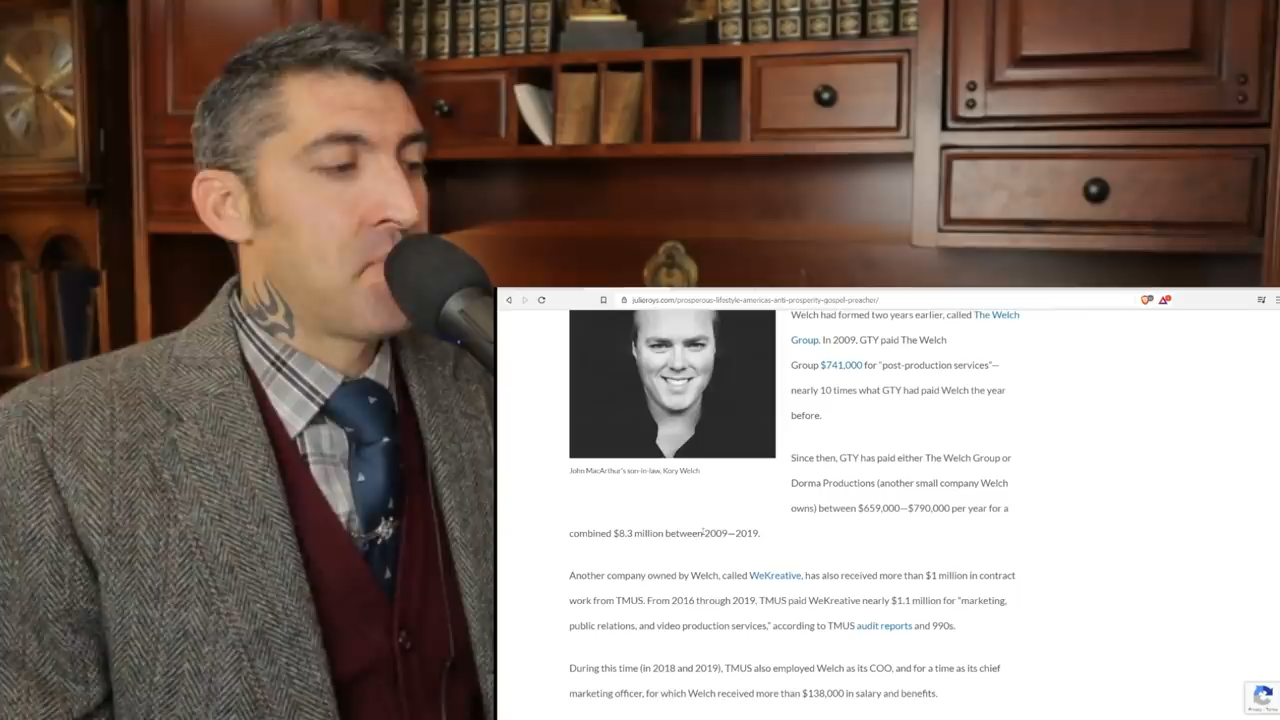 julieroys.com/prosperous-lifestyle-americas-anti-prosperity-gospel-preacher/
Welch had formed two years earlier, called The Welch
Group. In 2009, GTY paid The Welch
Group $741,000 for “post-production services”—
nearly 10 times what GTY had paid Welch the year
before.
John MacArthur's son-in-law, Kory Welch
Since then, GTY has paid either The Welch Group or
Dorma Productions (another small company Welch
owns) between $659,000—$790,000 per year for a
combined $8.3 million between 2009—2019.
Another company owned by Welch, called WeKreative, has also received more than $1 million in contract
work from TMUS. From 2016 through 2019, TMUS paid WeKreative nearly $1.1 million for “marketing,
public relations, and video production services,” according to TMUS audit reports and 990s.
During this time (in 2018 and 2019), TMUS also employed Welch as its COO, and for a time as its chief
marketing officer, for which Welch received more than $138,000 in salary and benefits.